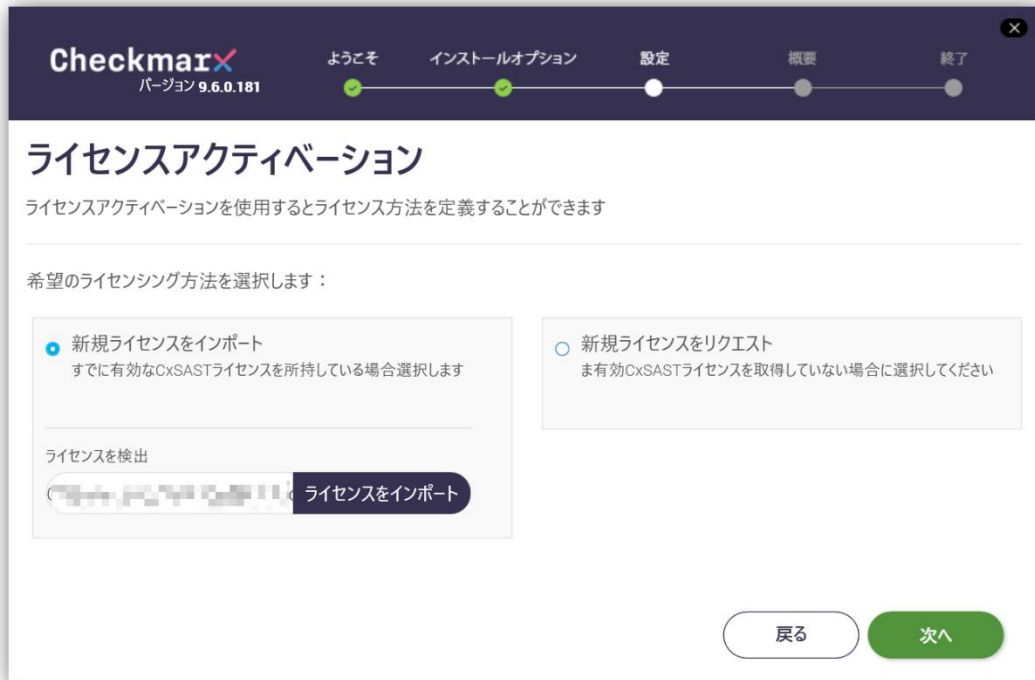 Checkmarx
バージョン 9.6.0.181
ようこそ
インストールオプション
設定
概要
終了
ライセンスアクティベーション
ライセンスアクティベーションを使用するとライセンス方法を定義することができます
希望のライセンシング方法を選択します：
新規ライセンスをインポート
すでに有効なCxSASTライセンスを所持している場合選択します
新規ライセンスをリクエスト
ま有効CxSASTライセンスを取得していない場合に選択してください
ライセンスを検出
ライセンスをインポート
戻る
次へ